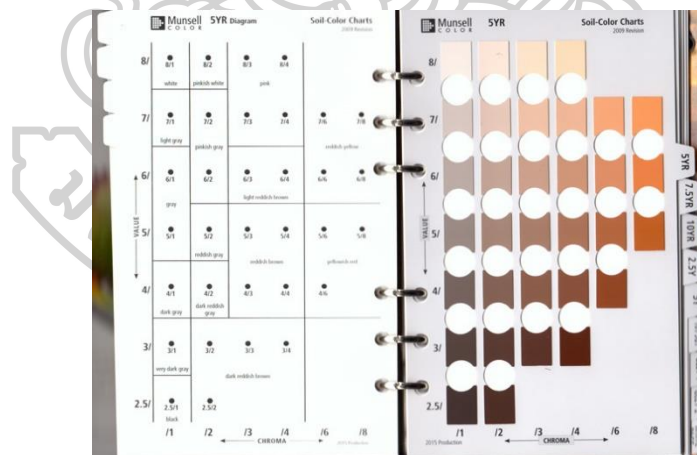 Munsell
COLOR
5YR Diagram
Soil-Color Charts
2009 Revision
8/
8/1
8/2
8/3
8/4
white
pinkish white
pink
7/
7/1
7/2
7/3
7/4
7/6
7/8
light gray
pinkish gray
reddish yellow
6/
6/1
6/2
6/3
6/4
6/6
6/8
gray
light reddish brown
VALUE
5/
5/1
5/2
5/3
5/4
5/6
5/8
reddish gray
reddish brown
yellowish red
4/
4/1
4/2
4/3
4/4
4/6
dark gray
dark reddish
gray
3/
3/1
3/2
3/3
3/4
very dark gray
dark reddish brown
2.5/
2.5/1
2.5/2
black
/1
/2
/3
/4
/6
/8
CHROMA
2015 Production
Munsell
COLOR
5YR
Soil-Color Charts
2009 Revision
8/
7/
6/
VALUE
5/
4/
3/
2.5/
/1
/2
/3
/4
/6
/8
2015 Production
CHROMA
5YR
7.5YR
10YR
2.5Y